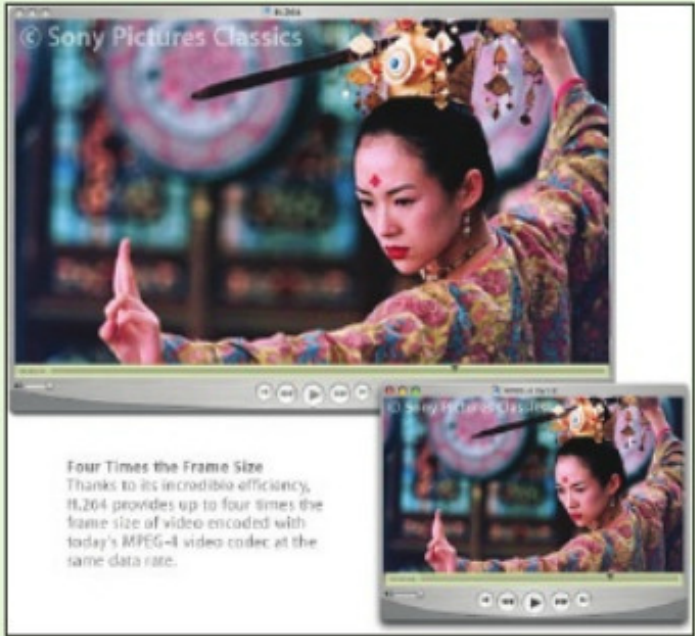 H.264
© Sony Pictures Classics
© Sony Pictures Classics
Four Times the Frame Size
Thanks to its incredible efficiency,
H.264 provides up to four times the
frame size of video encoded with
today's MPEG-4 video codec at the
same data rate.